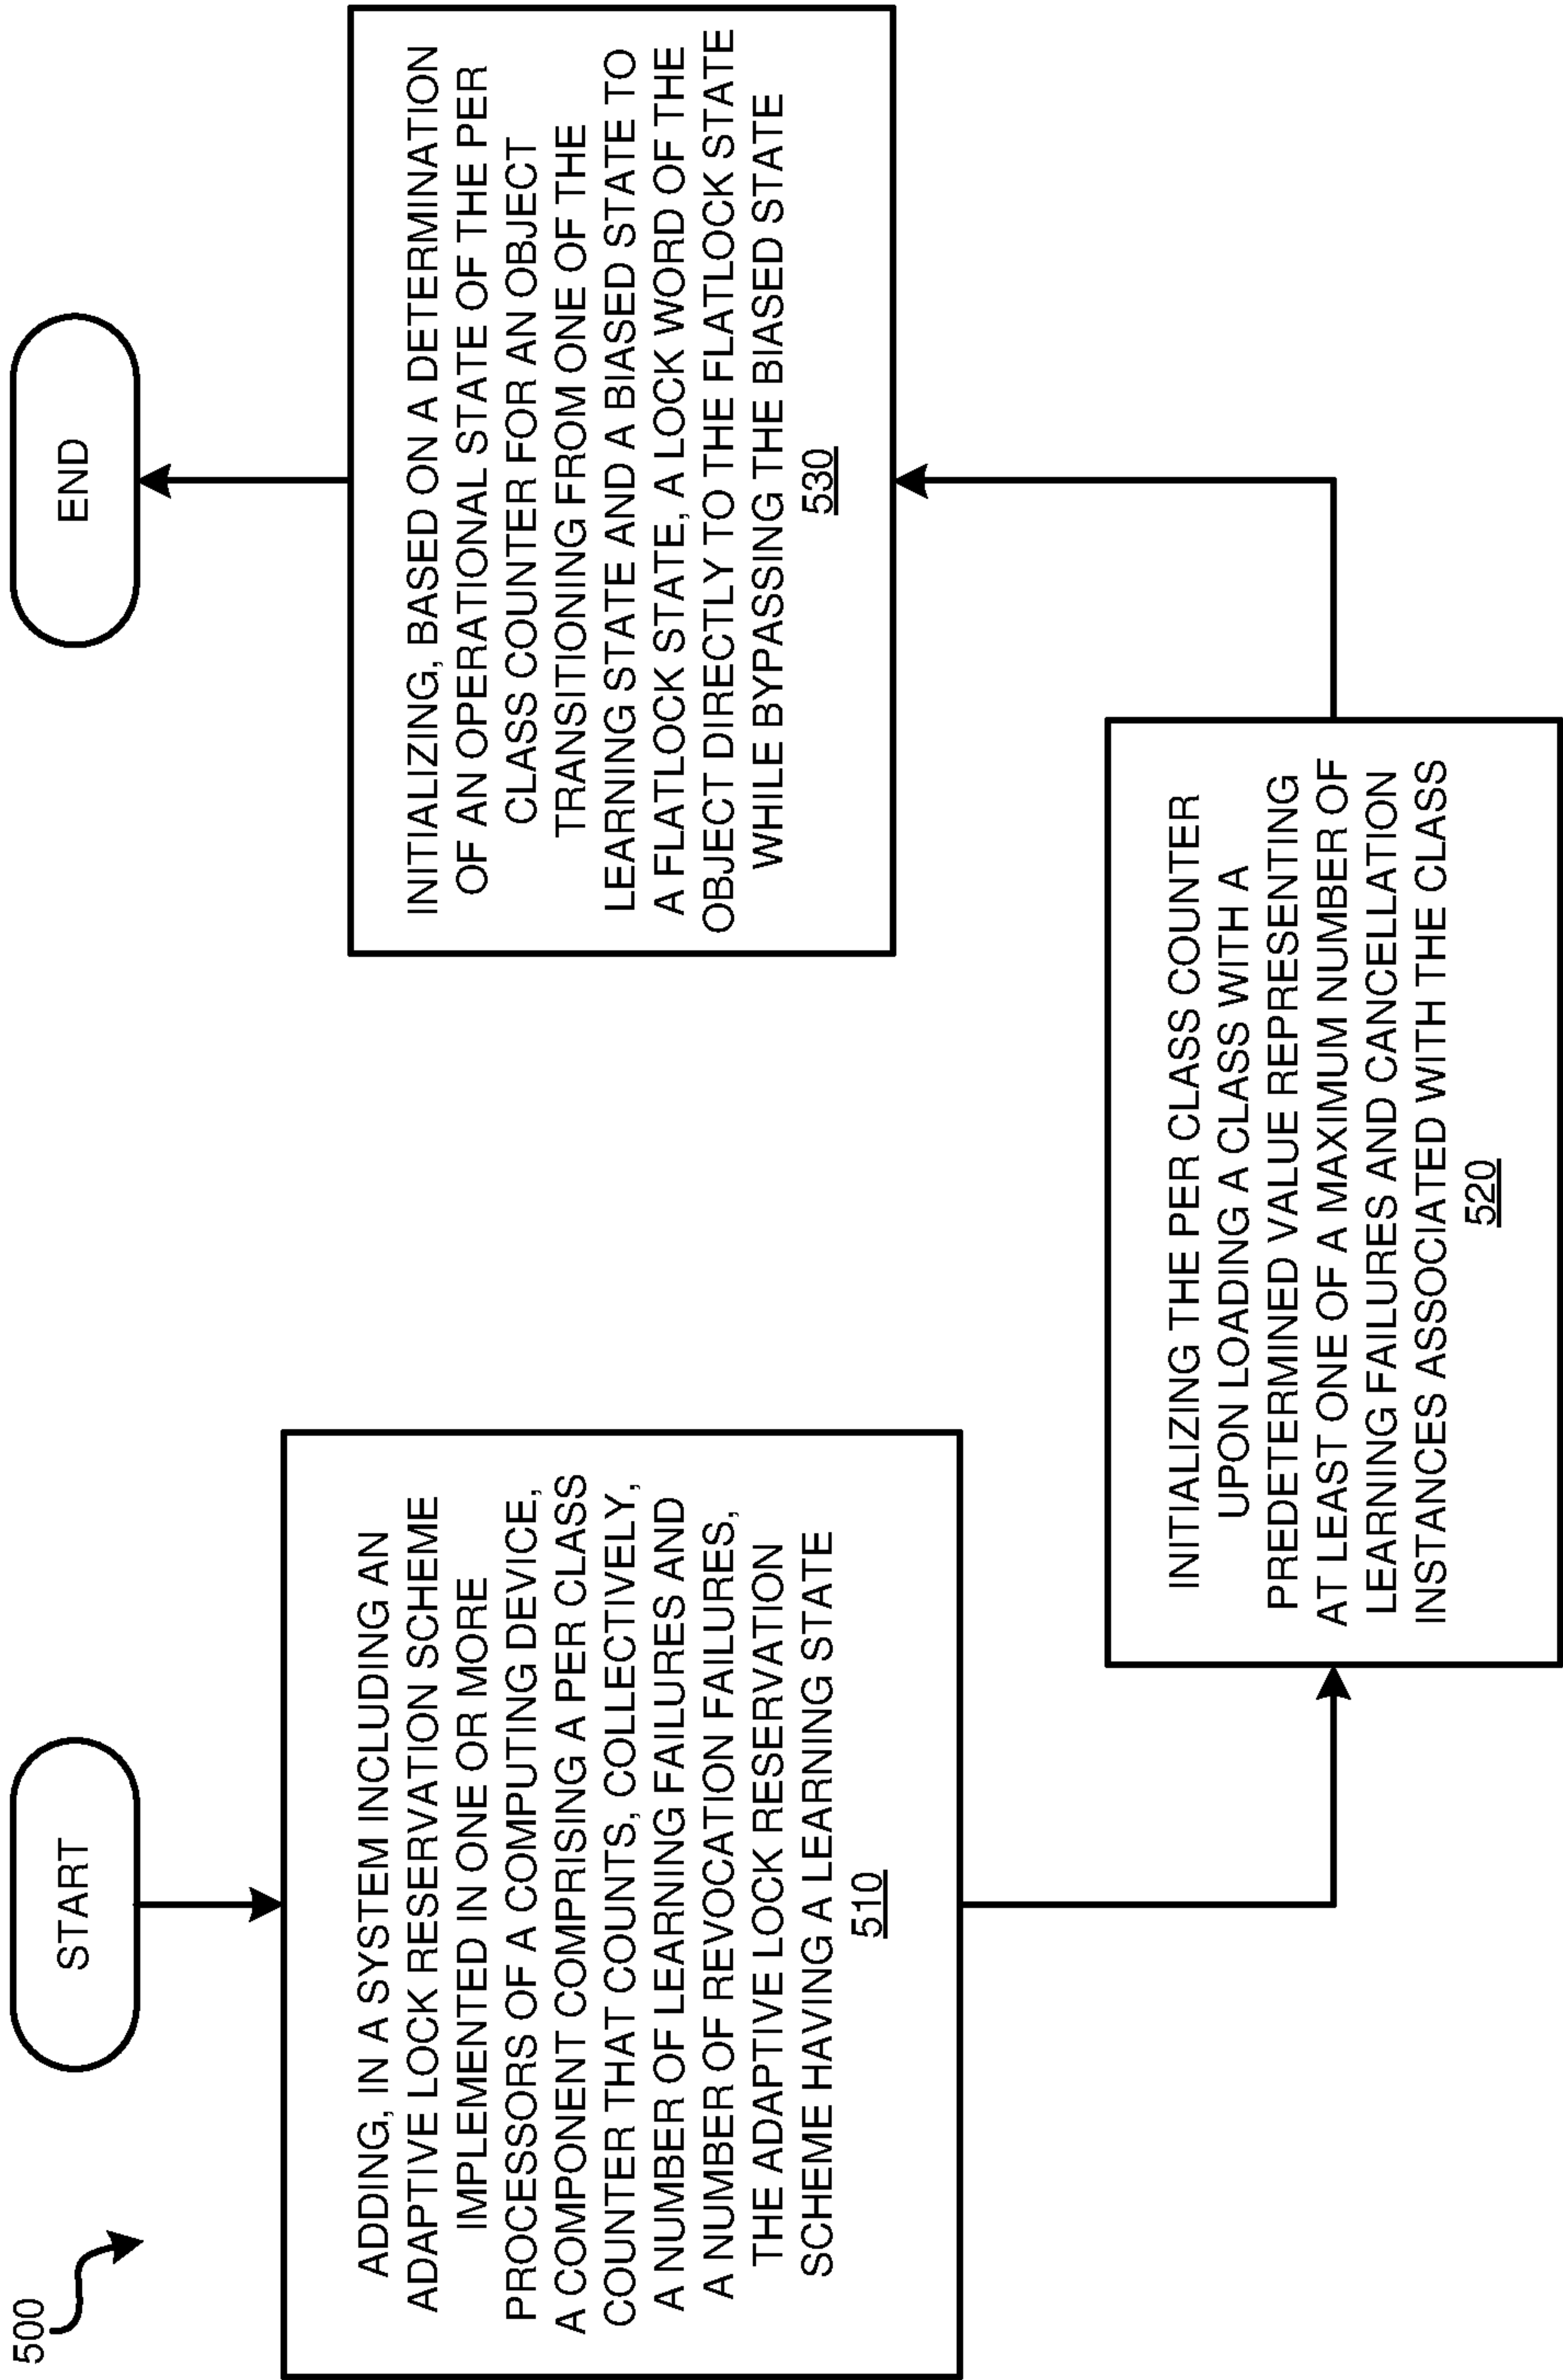 500
START
ADDING, IN A SYSTEM INCLUDING AN
ADAPTIVE LOCK RESERVATION SCHEME
IMPLEMENTED IN ONE OR MORE
PROCESSORS OF A COMPUTING DEVICE,
A COMPONENT COMPRISING A PER CLASS
COUNTER THAT COUNTS, COLLECTIVELY,
A NUMBER OF LEARNING FAILURES AND
A NUMBER OF REVOCATION FAILURES,
THE ADAPTIVE LOCK RESERVATION
SCHEME HAVING A LEARNING STATE
510
INITIALIZING THE PER CLASS COUNTER
UPON LOADING A CLASS WITH A
PREDETERMINED VALUE REPRESENTING
AT LEAST ONE OF A MAXIMUM NUMBER OF
LEARNING FAILURES AND CANCELLATION
INSTANCES ASSOCIATED WITH THE CLASS
520
INITIALIZING, BASED ON A DETERMINATION
OF AN OPERATIONAL STATE OF THE PER
CLASS COUNTER FOR AN OBJECT
TRANSITIONING FROM ONE OF THE
LEARNING STATE AND A BIASED STATE TO
A FLATLOCK STATE, A LOCK WORD OF THE
OBJECT DIRECTLY TO THE FLATLOCK STATE
WHILE BYPASSING THE BIASED STATE
530
END